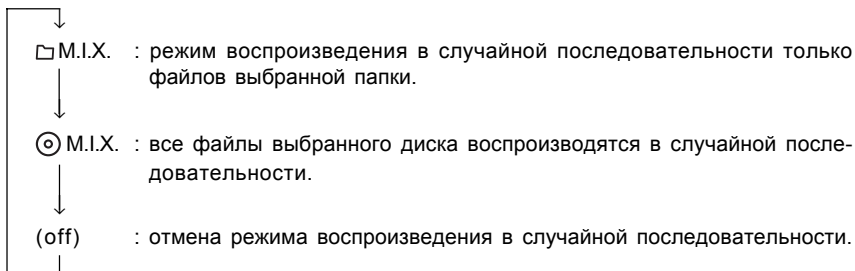 M.I.X. : режим воспроизведения в случайной последовательности только
файлов выбранной папки.
M.I.X. : все файлы выбранного диска воспроизводятся в случайной после-
довательности.
(off) : отмена режима воспроизведения в случайной последовательности.